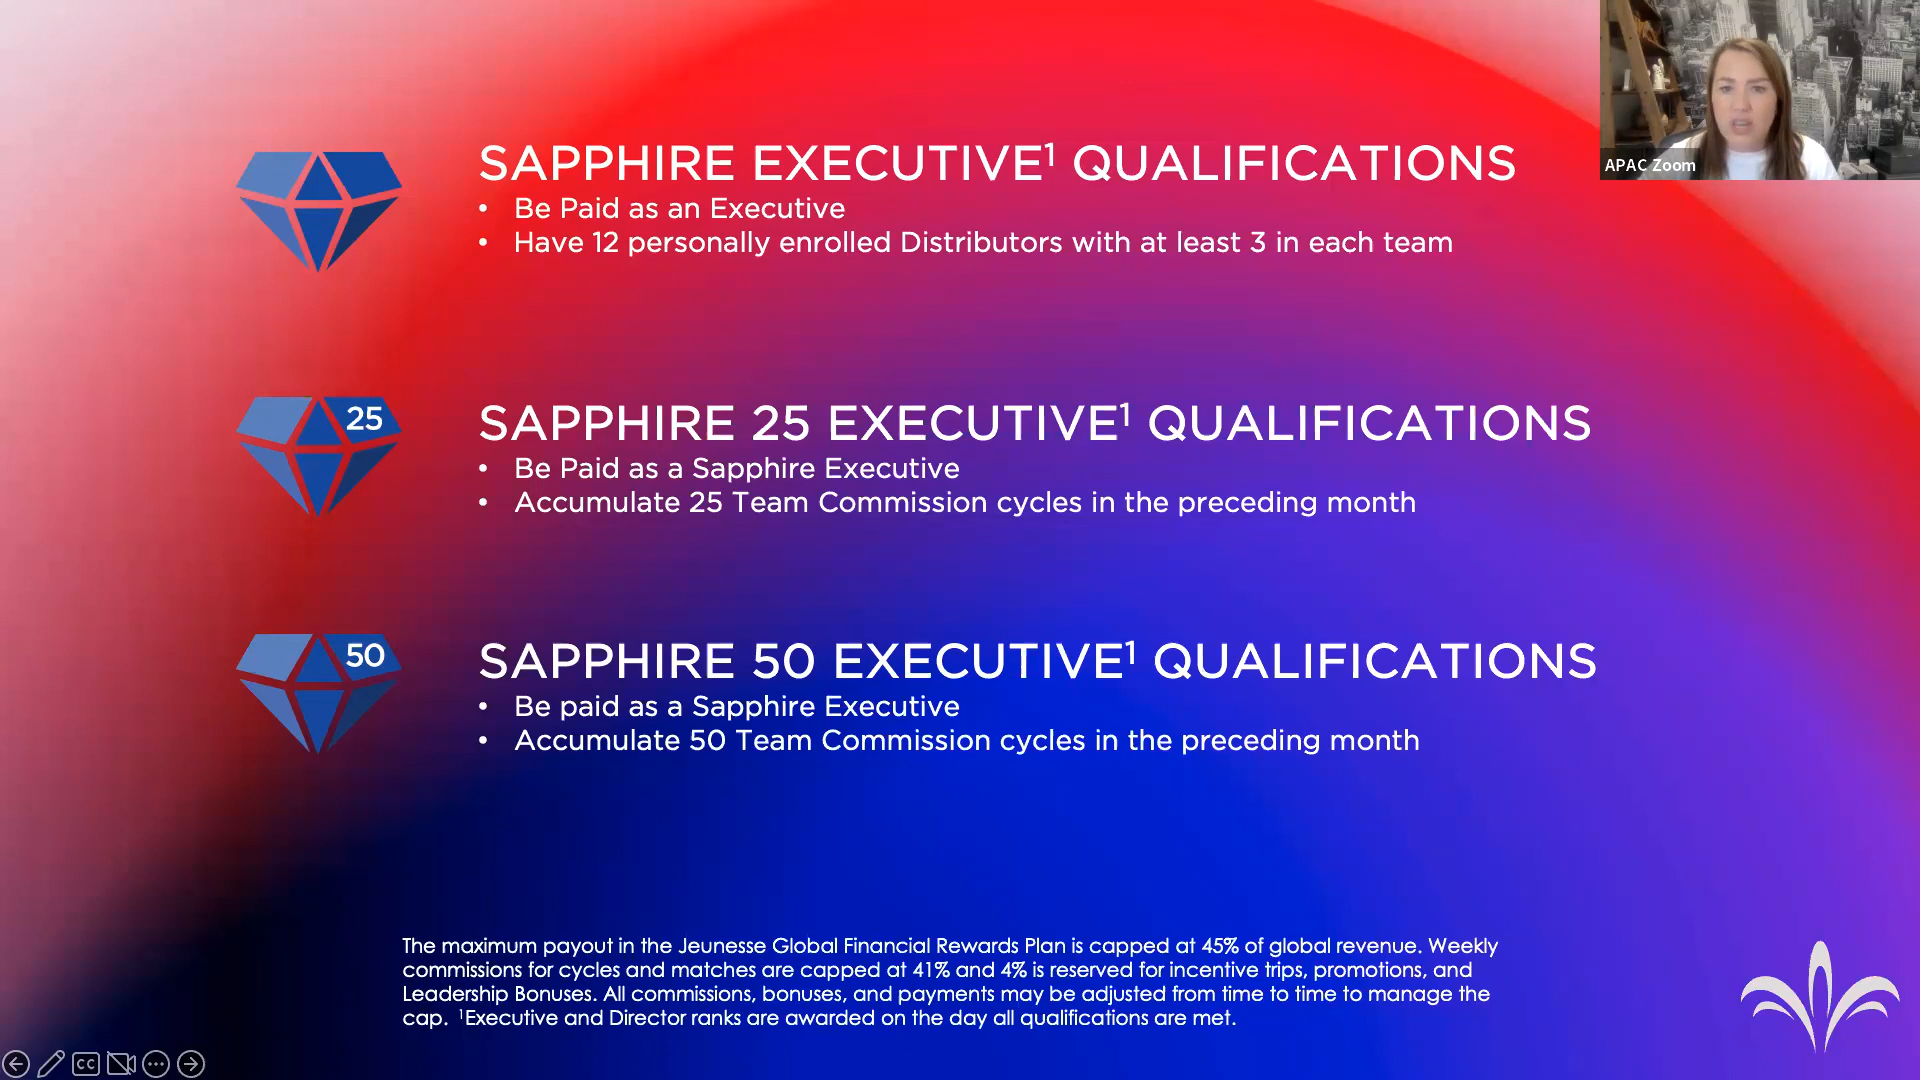 APAC Zoom
SAPPHIRE EXECUTIVE¹ QUALIFICATIONS
• Be Paid as an Executive
• Have 12 personally enrolled Distributors with at least 3 in each team
25
SAPPHIRE 25 EXECUTIVE¹ QUALIFICATIONS
• Be Paid as a Sapphire Executive
• Accumulate 25 Team Commission cycles in the preceding month
50
SAPPHIRE 50 EXECUTIVE¹ QUALIFICATIONS
• Be paid as a Sapphire Executive
• Accumulate 50 Team Commission cycles in the preceding month
The maximum payout in the Jeunesse Global Financial Rewards Plan is capped at 45% of global revenue. Weekly
commissions for cycles and matches are capped at 41% and 4% is reserved for incentive trips, promotions, and
Leadership Bonuses. All commissions, bonuses, and payments may be adjusted from time to time to manage the
cap. ¹Executive and Director ranks are awarded on the day all qualifications are met.
CC